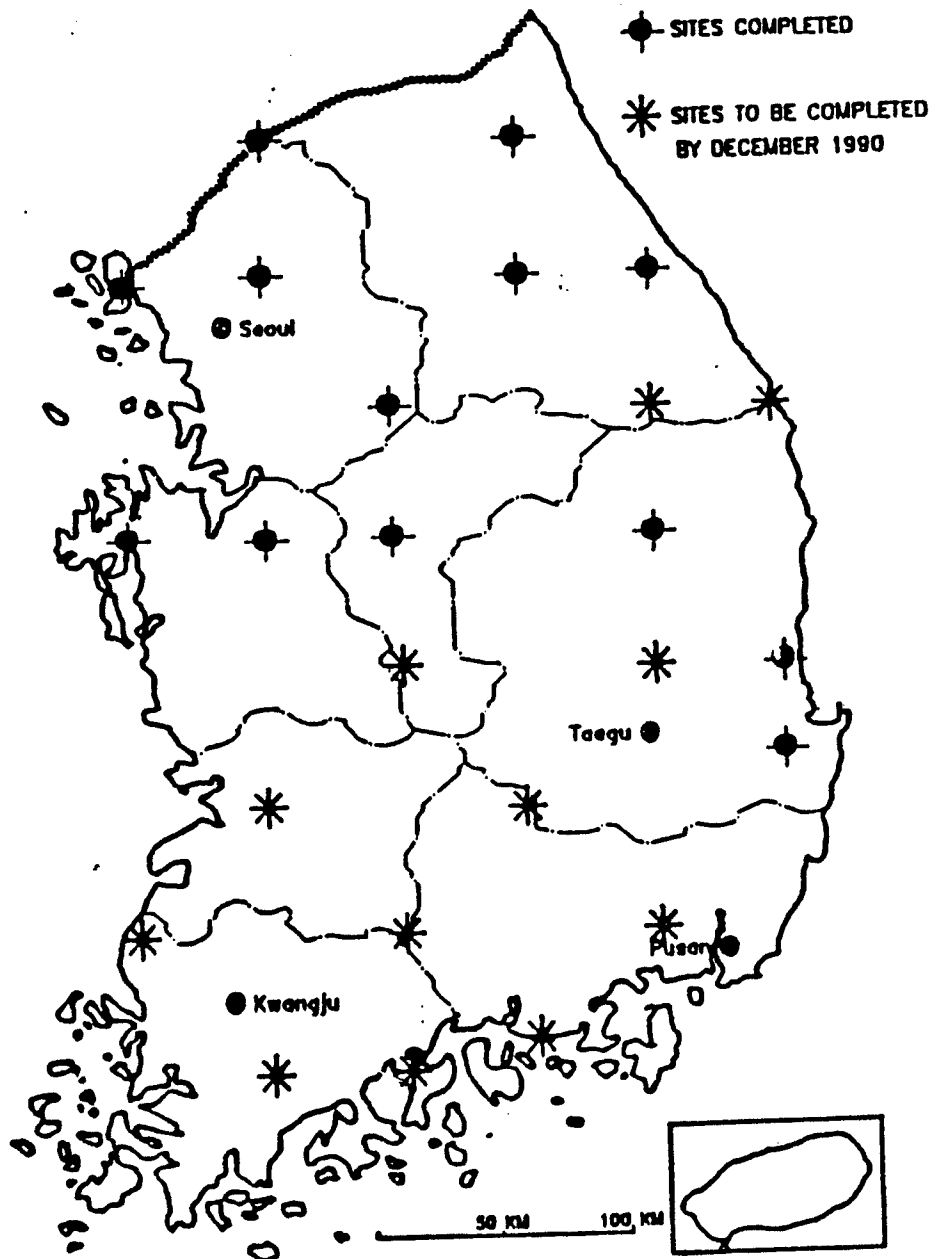 SITES COMPLETED
SITES TO BE COMPLETED
BY DECEMBER 1990
Seoul
Taegu
Pusan
Kwangju
50 KM 100 KM